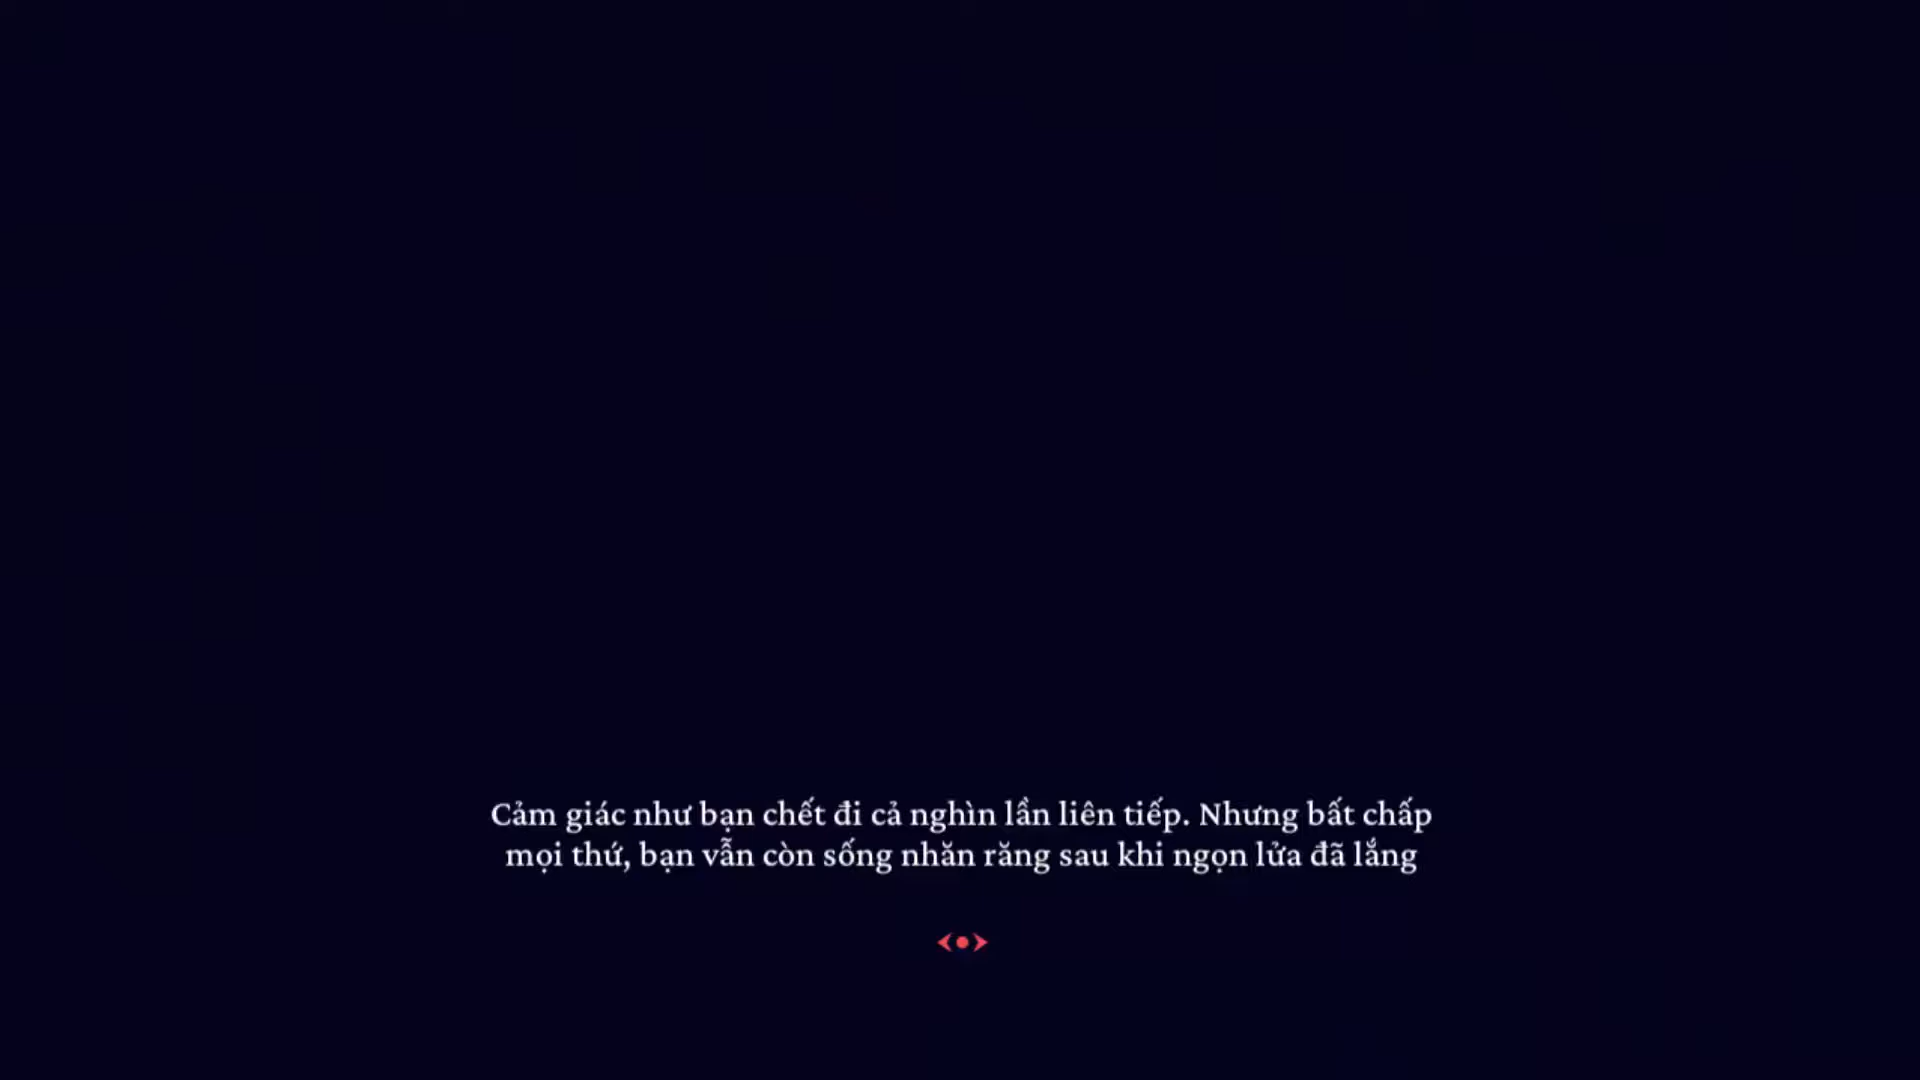 Cảm giác như bạn chết đi cả nghìn lần liên tiếp. Nhưng bất chấp
mọi thứ, bạn vẫn còn sống nhăn răng sau khi ngọn lửa đã lắng